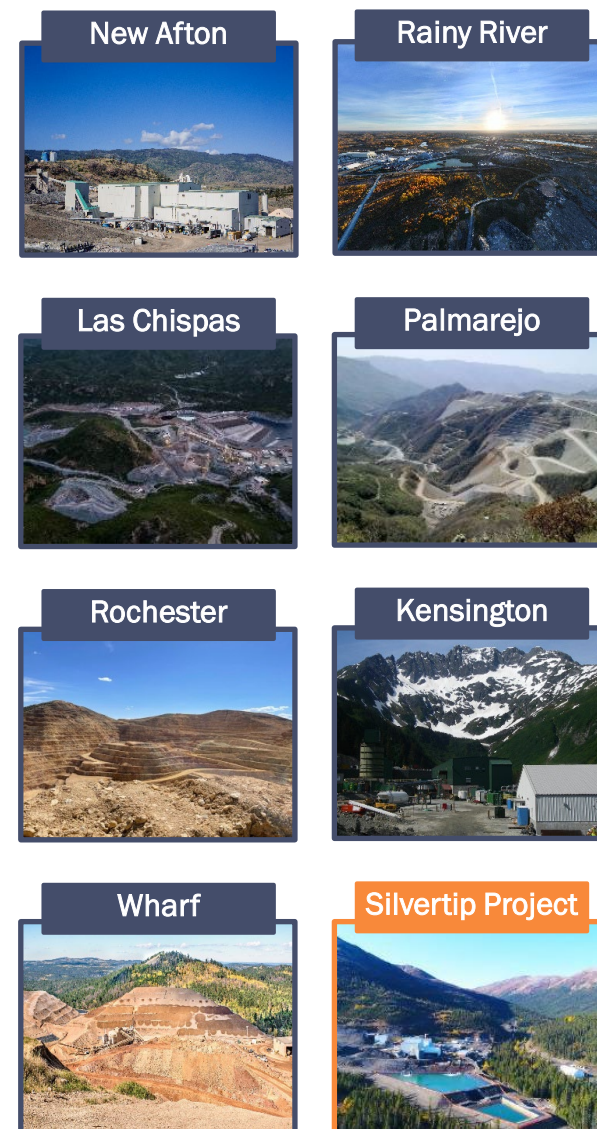 New Afton
Rainy River
Las Chispas
Palmarejo
Rochester
Kensington
Wharf
Silvertip Project